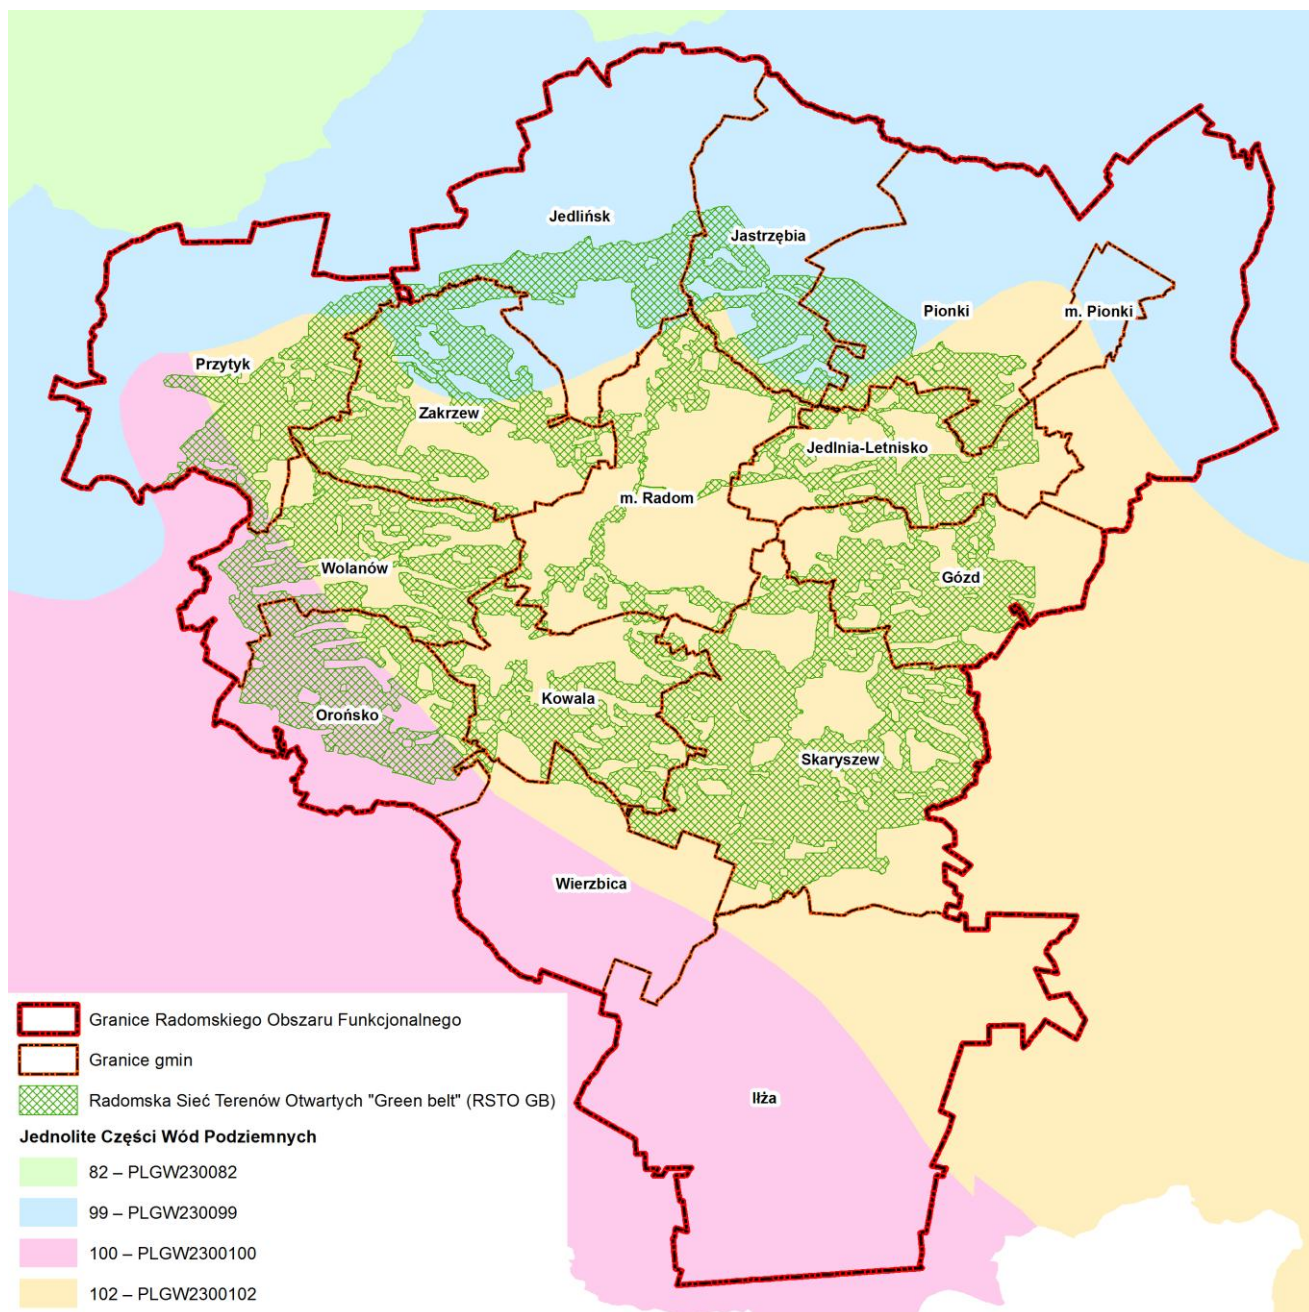 Jedlińsk
Jastrzębia
Pionki
m. Pionki
Przytyk
Zakrzew
Jedlnia-Letnisko
m. Radom
Wolanów
Gózd
Kowala
Orońsko
Skaryszew
Wierzbica
Iłża
Granice Radomskiego Obszaru Funkcjonalnego
Granice gmin
Radomska Sieć Terenów Otwartych "Green belt" (RSTO GB)
Jednolite Części Wód Podziemnych
82 – PLGW230082
99 – PLGW230099
100 – PLGW2300100
102 – PLGW2300102